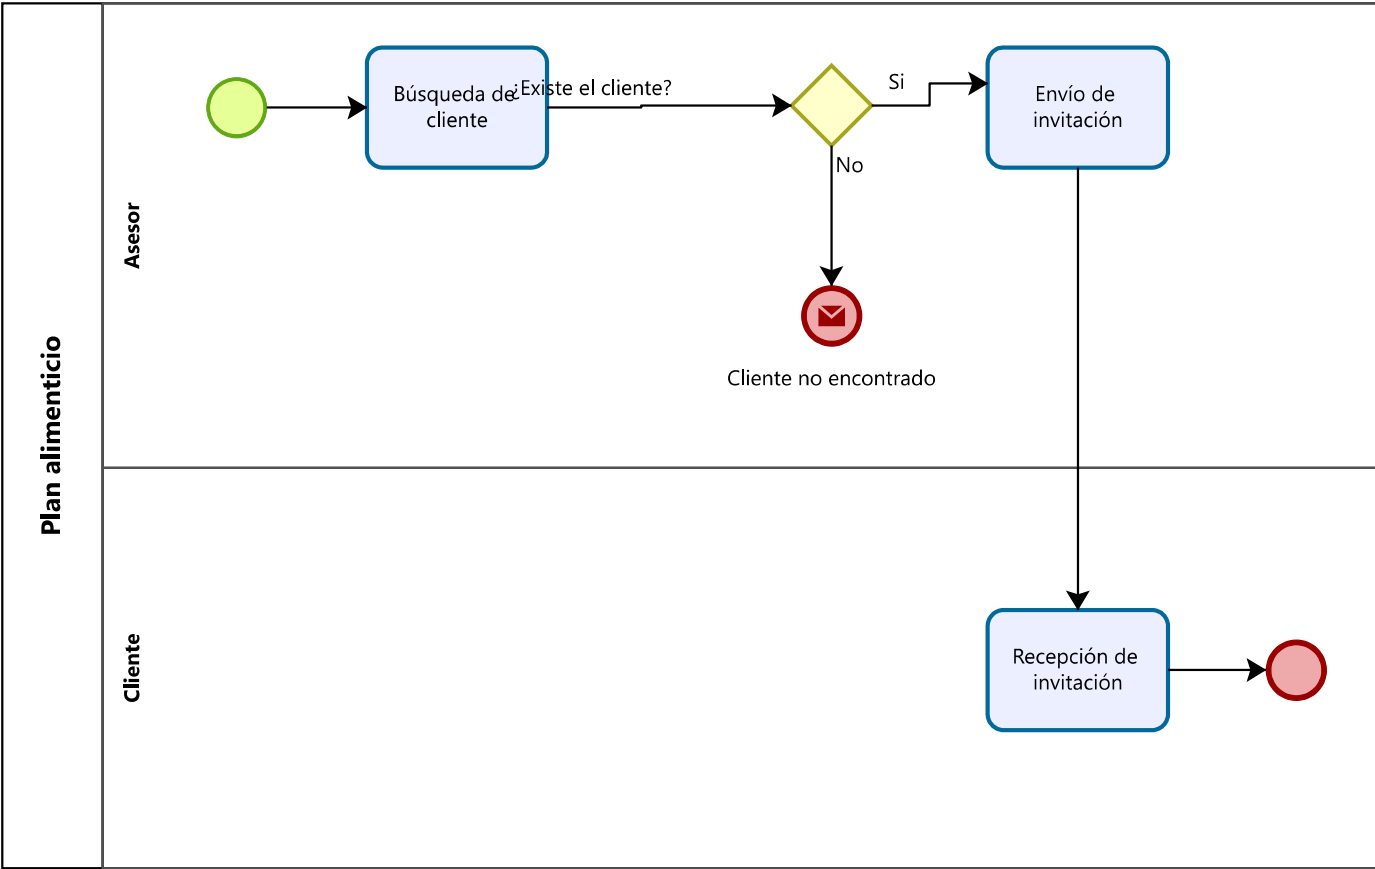 Plan alimenticio
Asesor
Búsqueda de
cliente
¿Existe el cliente?
Si
No
Envío de
invitación
Cliente no encontrado
Cliente
Recepción de
invitación